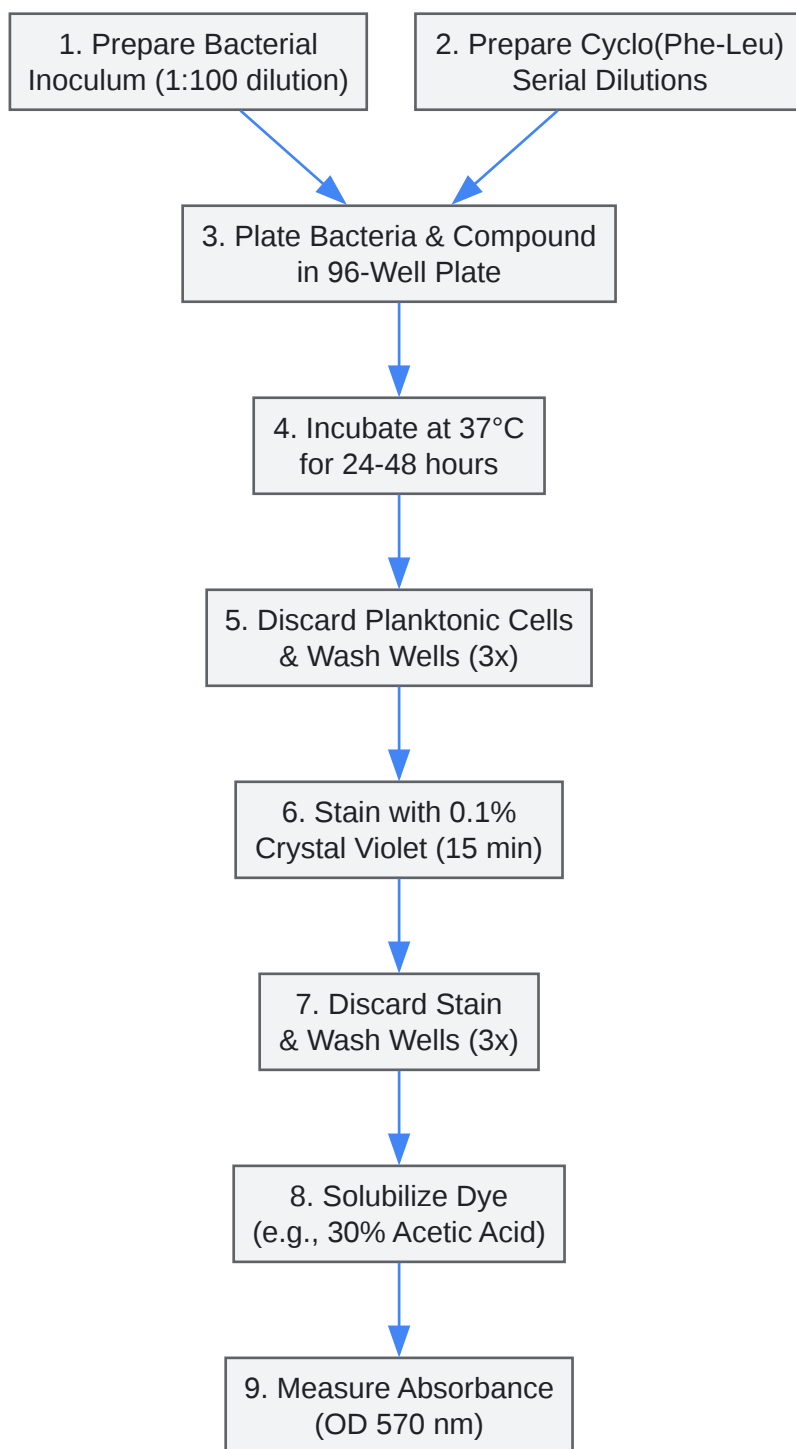 1. Prepare Bacterial
Inoculum (1:100 dilution)
2. Prepare Cyclo(Phe-Leu)
Serial Dilutions
3. Plate Bacteria & Compound
in 96-Well Plate
4. Incubate at 37°C
for 24-48 hours
5. Discard Planktonic Cells
& Wash Wells (3x)
6. Stain with 0.1%
Crystal Violet (15 min)
7. Discard Stain
& Wash Wells (3x)
8. Solubilize Dye
(e.g., 30% Acetic Acid)
9. Measure Absorbance
(OD 570 nm)